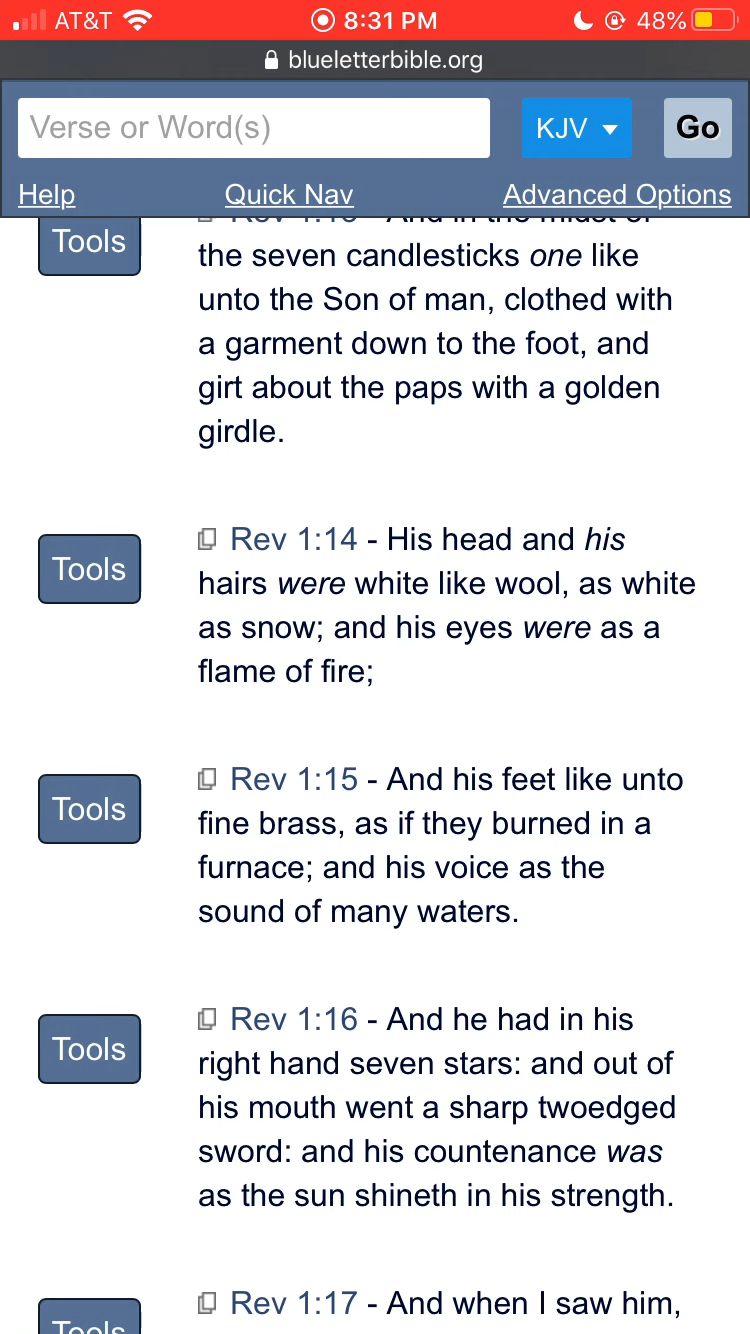 AT&T 8:31 PM 48%
blueletterbible.org
Verse or Word(s) KJV Go
Help Quick Nav Advanced Options
Tools
the seven candlesticks one like
unto the Son of man, clothed with
a garment down to the foot, and
girt about the paps with a golden
girdle.
Tools
Rev 1:14 - His head and his
hairs were white like wool, as white
as snow; and his eyes were as a
flame of fire;
Tools
Rev 1:15 - And his feet like unto
fine brass, as if they burned in a
furnace; and his voice as the
sound of many waters.
Tools
Rev 1:16 - And he had in his
right hand seven stars: and out of
his mouth went a sharp twoedged
sword: and his countenance was
as the sun shineth in his strength.
Tools
Rev 1:17 - And when I saw him,